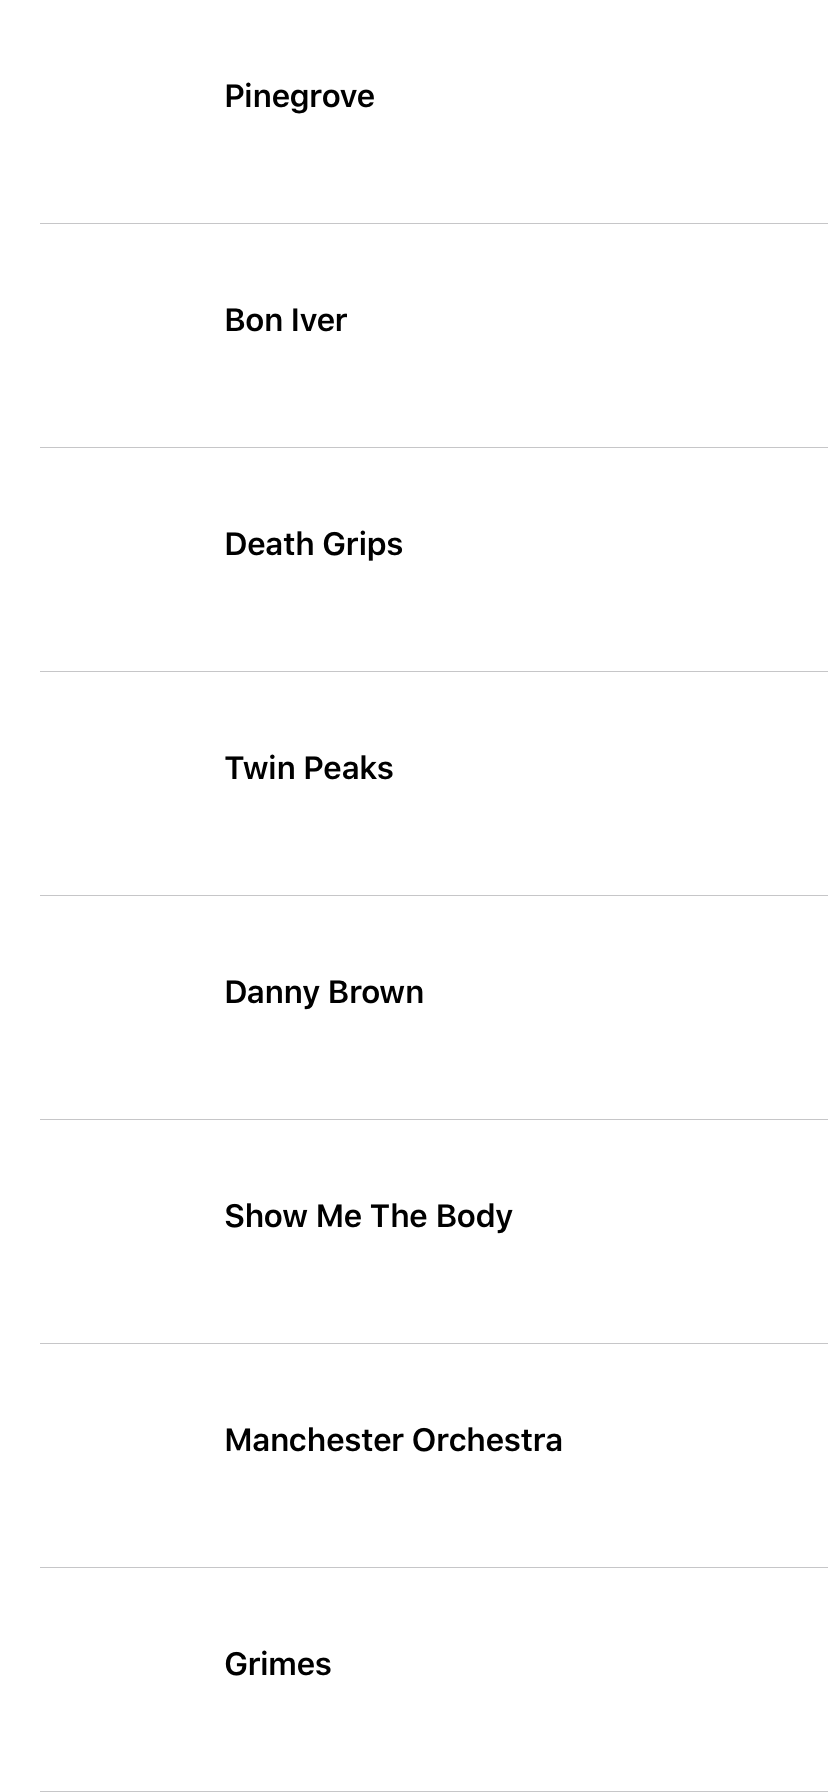 Pinegrove
Bon Iver
Death Grips
Twin Peaks
Danny Brown
Show Me The Body
Manchester Orchestra
Grimes